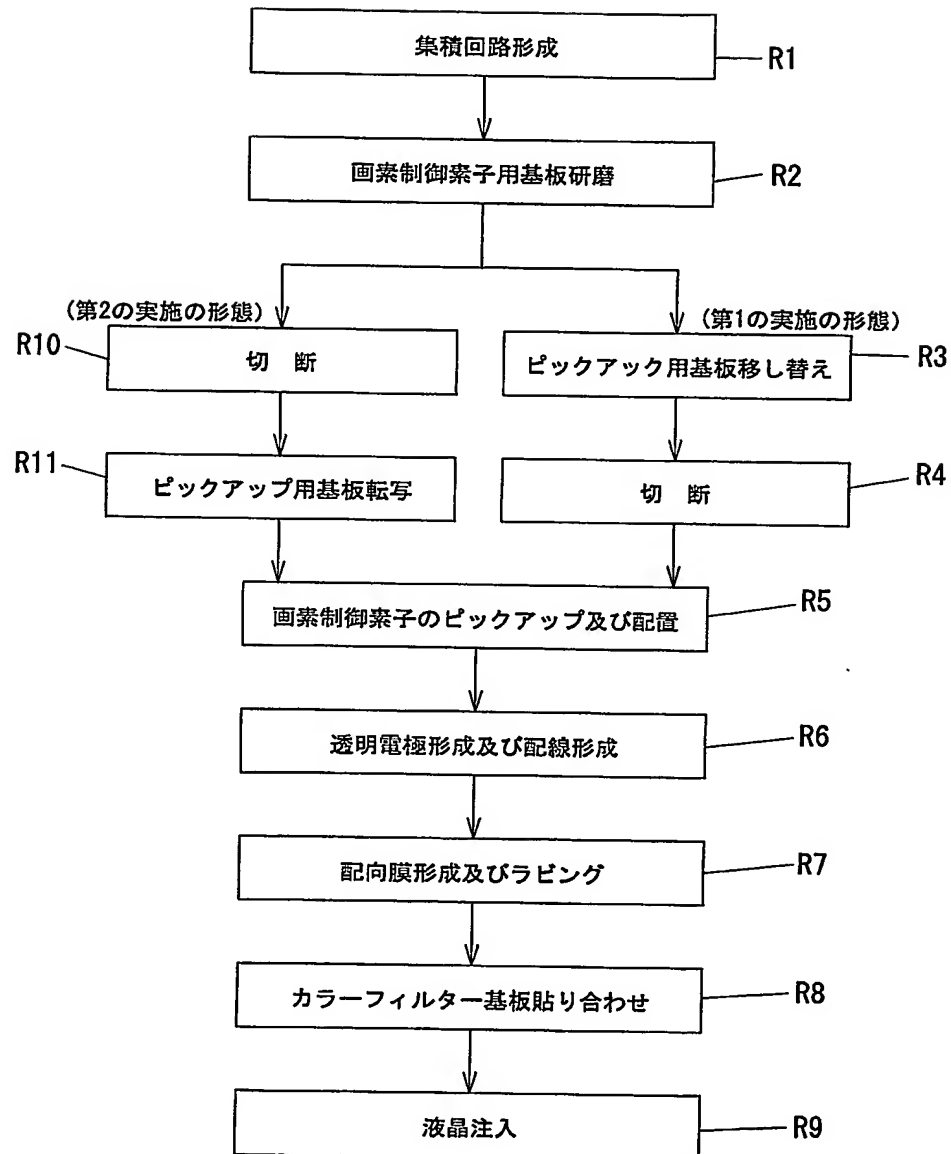 集積回路形成
R1
画素制御素子用基板研磨
R2
(第2の実施の形態)
(第1の実施の形態)
R10
切 断
ピックアック用基板移し替え
R3
R11
ピックアップ用基板転写
切 断
R4
画素制御素子のピックアップ及び配置
R5
透明電極形成及び配線形成
R6
配向膜形成及びラビング
R7
カラーフィルター基板貼り合わせ
R8
液晶注入
R9